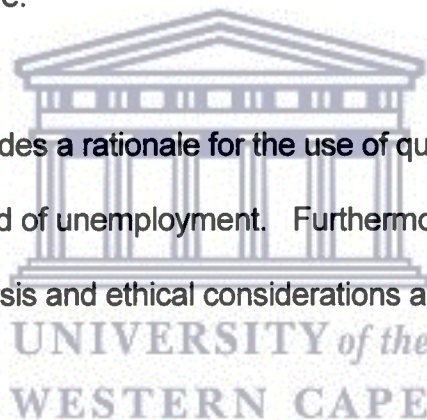 e.
des a rationale for the use of qu
d of unemployment. Furthermo
sis and ethical considerations a
UNIVERSITY of the
WESTERN CAPE